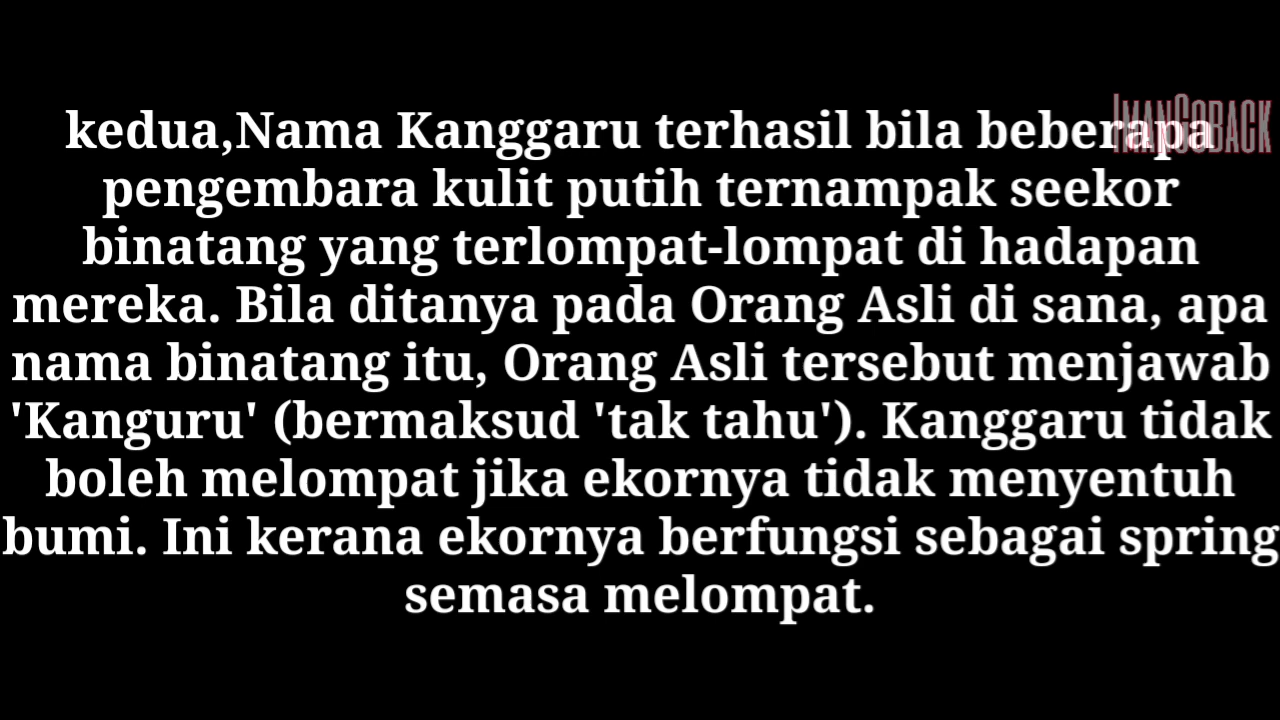 kedua,Nama Kanggaru terhasil bila beberapa
ImanGoback
pengembara kulit putih ternampak seekor
binatang yang terlompat-lompat di hadapan
mereka. Bila ditanya pada Orang Asli di sana, apa
nama binatang itu, Orang Asli tersebut menjawab
'Kanguru' (bermaksud 'tak tahu'). Kanggaru tidak
boleh melompat jika ekornya tidak menyentuh
bumi. Ini kerana ekornya berfungsi sebagai spring
semasa melompat.